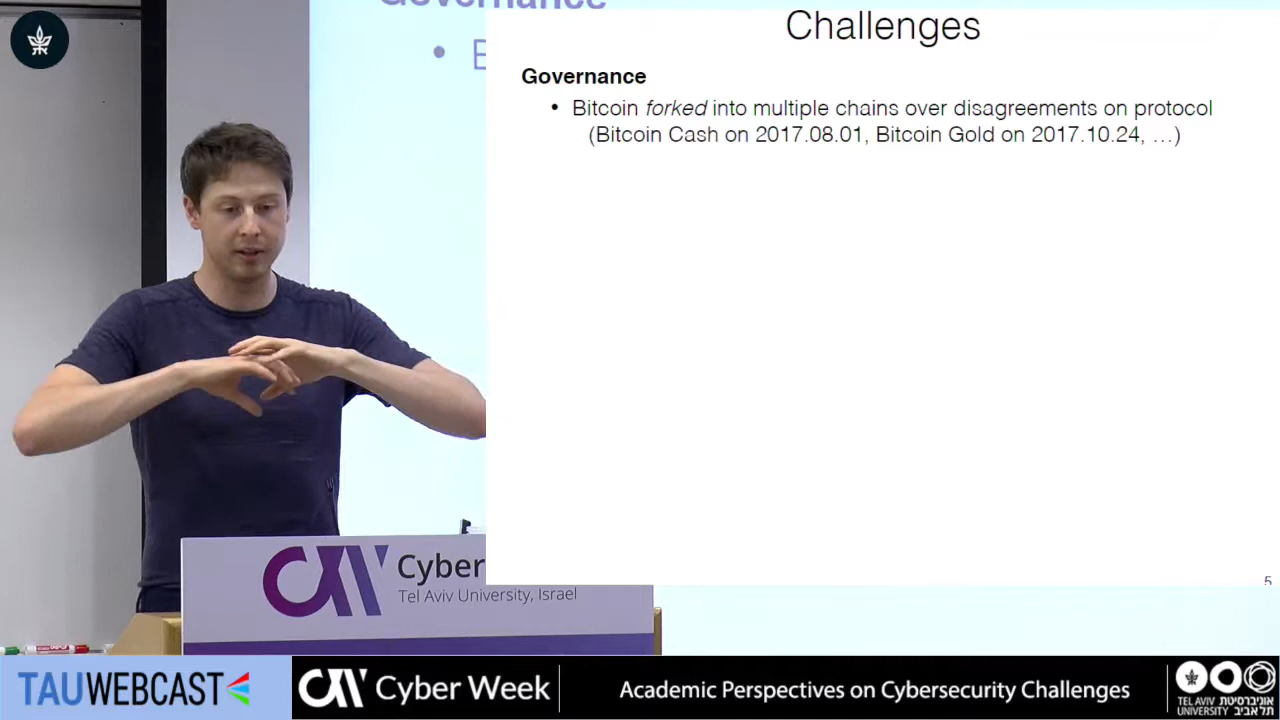 Governance
Challenges
Governance
• Bitcoin forked into multiple chains over disagreements on protocol
(Bitcoin Cash on 2017.08.01, Bitcoin Gold on 2017.10.24, …)
5
Cyber
Tel Aviv University, Israel
TAUWEBCAST
Cyber Week
Academic Perspectives on Cybersecurity Challenges
TEL AVIV אוניברסיטת
UNIVERSITY תל אביב